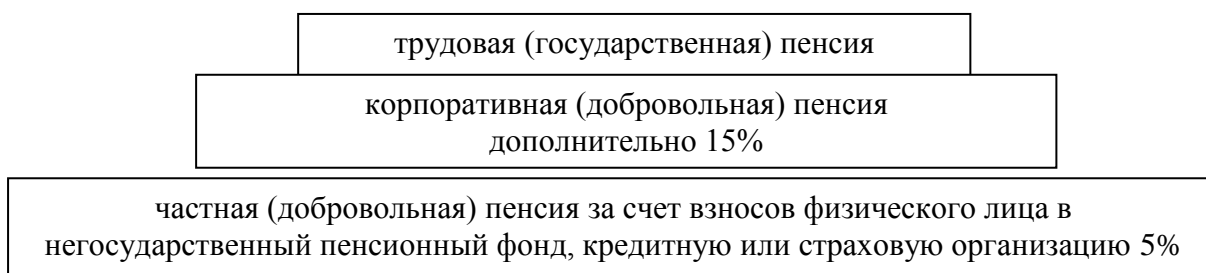 трудовая (государственная) пенсия
корпоративная (добровольная) пенсия
дополнительно 15%
частная (добровольная) пенсия за счет взносов физического лица в
негосударственный пенсионный фонд, кредитную или страховую организацию 5%